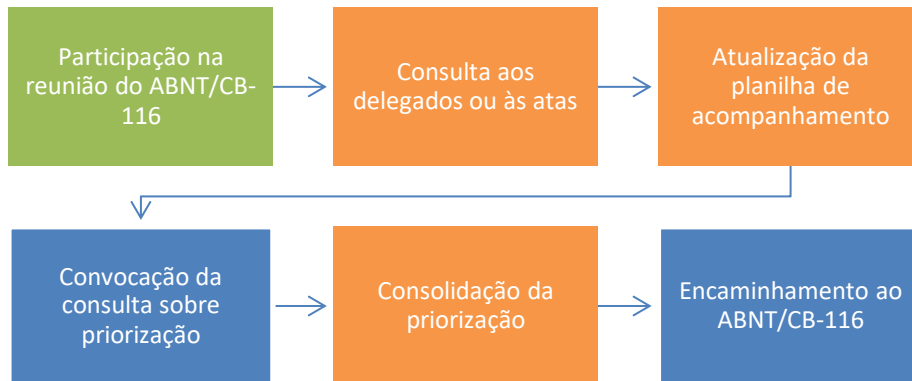 Participação na
reunião do ABNT/CB-
116
Consulta aos
delegados ou às atas
Atualização da
planilha de
acompanhamento
Convocação da
consulta sobre
priorização
Consolidação da
priorização
Encaminhamento ao
ABNT/CB-116